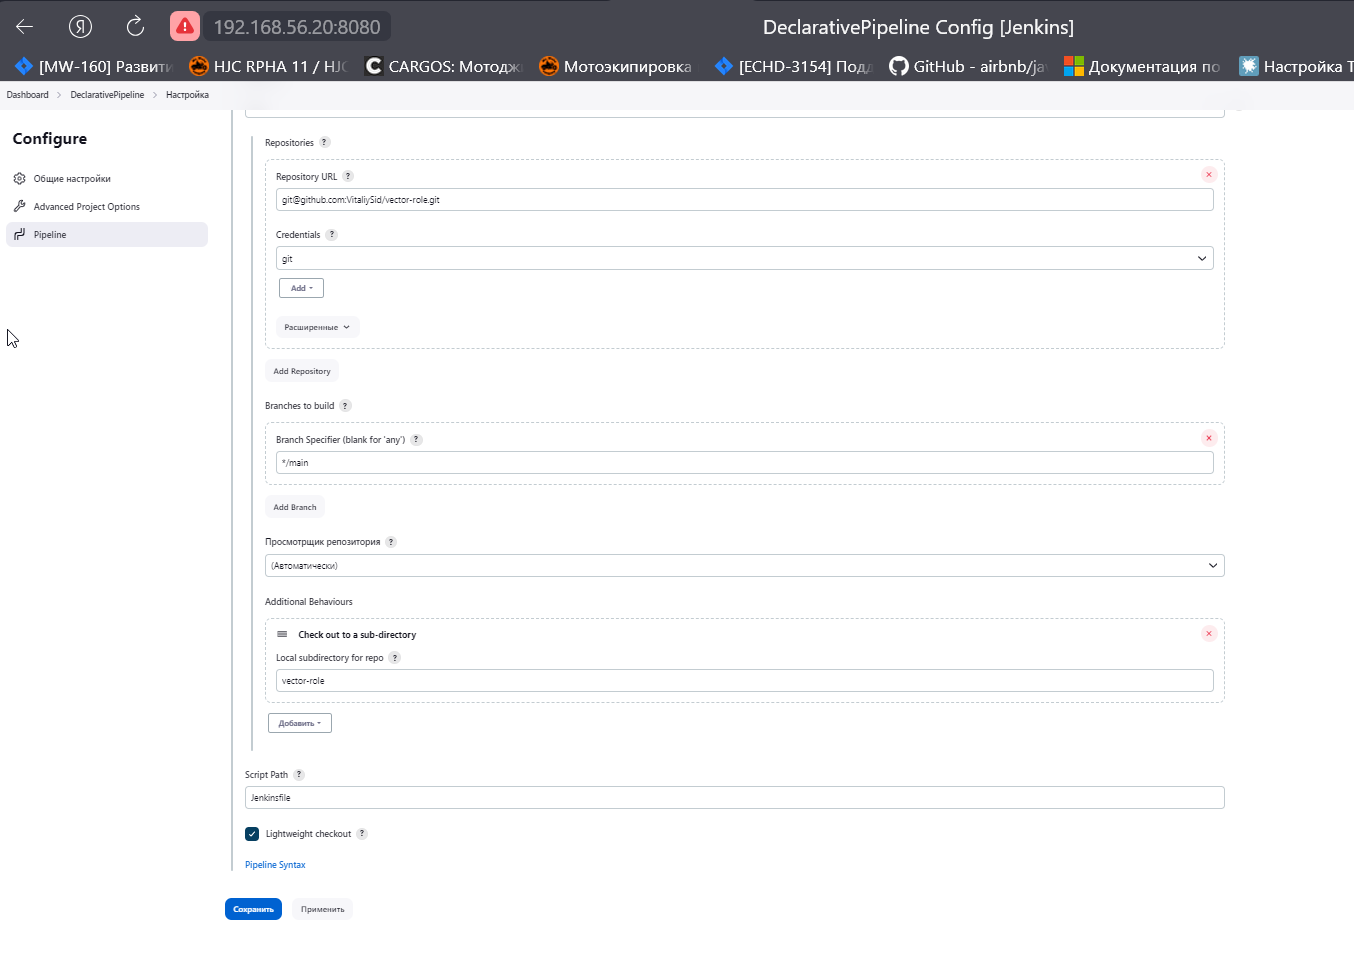 192.168.56.20:8080
DeclarativePipeline Config [Jenkins]
[MW-160] Развити
HJC RPHA 11 / HJC
CARGOS: Мотодж
Мотоэкипировка
[ECHD-3154] Подд
GitHub - airbnb/ja
Документация по
Настройка Т
Dashboard
DeclarativePipeline
Настройка
Configure
Общие настройки
Advanced Project Options
Pipeline
Repositories ?
Repository URL ?
git@github.com:VitaliySid/vector-role.git
Credentials ?
git
Add
Расширенные
Add Repository
Branches to build ?
Branch Specifier (blank for 'any') ?
*/main
Add Branch
Просмотрщик репозитория ?
(Автоматически)
Additional Behaviours
Check out to a sub-directory
Local subdirectory for repo ?
vector-role
Добавить
Script Path ?
Jenkinsfile
Lightweight checkout ?
Pipeline Syntax
Сохранить
Применить